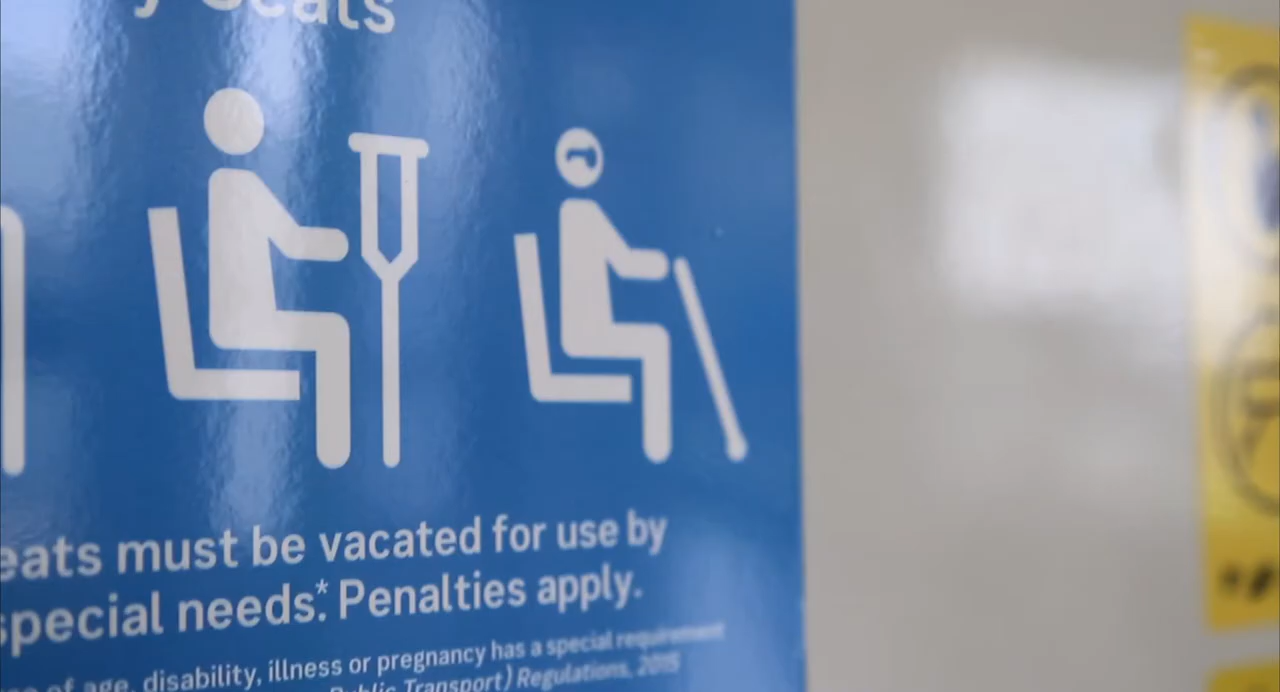 y Seats
eats must be vacated for use by
special needs.* Penalties apply.
of age, disability, illness or pregnancy has a special requirement
Public Transport) Regulations, 2015